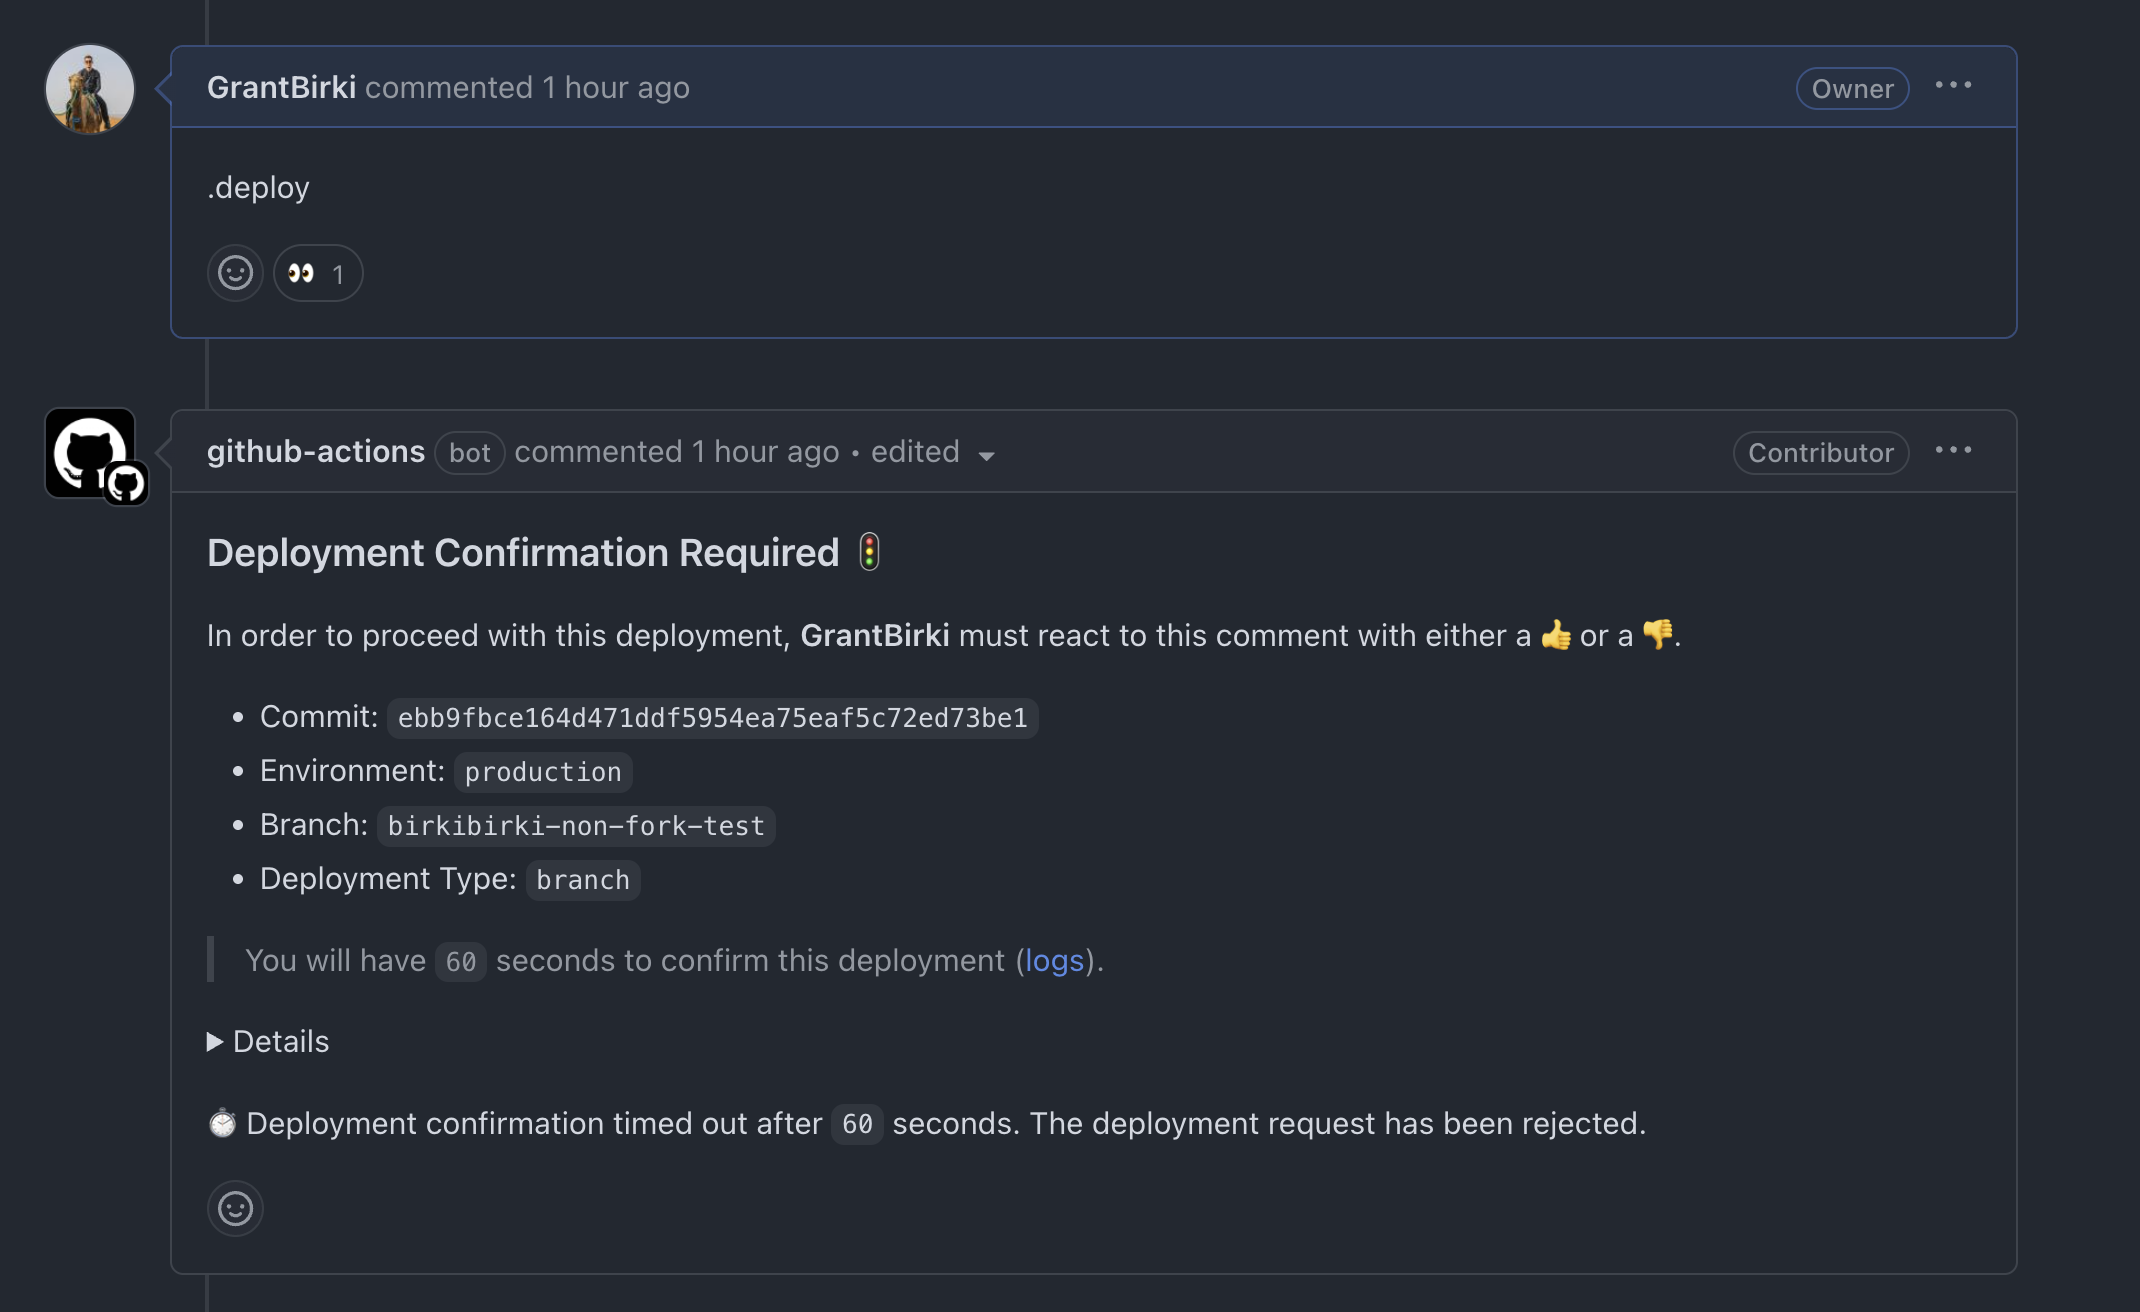 GrantBirki commented 1 hour ago Owner
.deploy
👀 1
github-actions bot commented 1 hour ago • edited Contributor
Deployment Confirmation Required 🚦
In order to proceed with this deployment, GrantBirki must react to this comment with either a 👍 or a 👎.
• Commit: ebb9fbce164d471ddf5954ea75eaf5c72ed73be1
• Environment: production
• Branch: birkibirki-non-fork-test
• Deployment Type: branch
You will have 60 seconds to confirm this deployment (logs).
Details
⏱️ Deployment confirmation timed out after 60 seconds. The deployment request has been rejected.